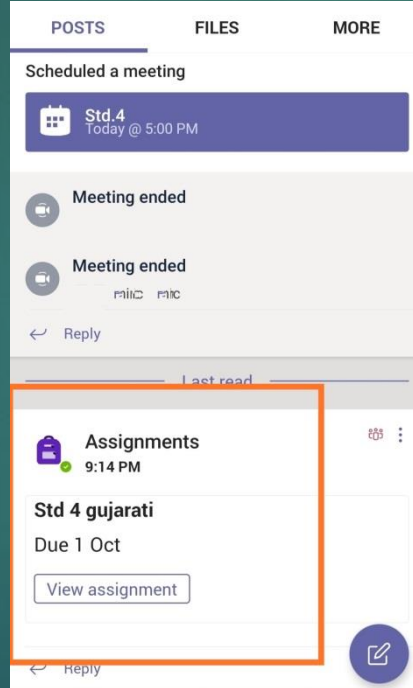 POSTS FILES MORE
Scheduled a meeting
Std.4
Today @ 5:00 PM
Meeting ended
Meeting ended
Reply
Last read
Assignments
9:14 PM
Std 4 gujarati
Due 1 Oct
View assignment
Reply